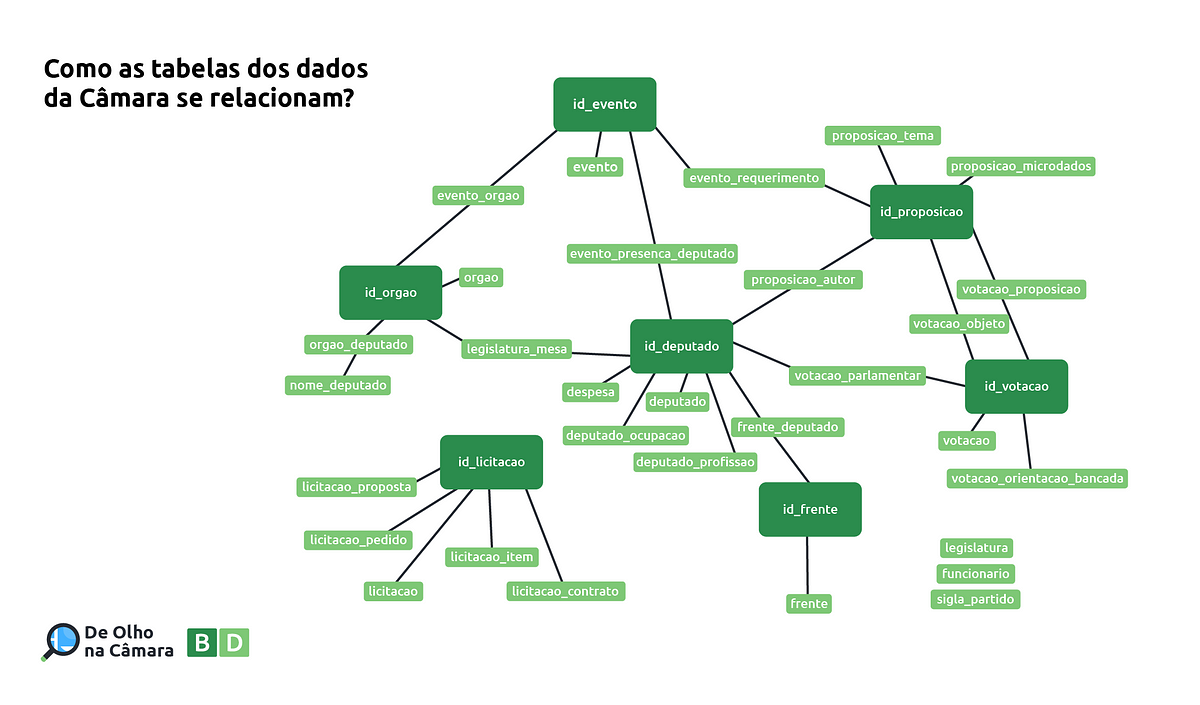 Como as tabelas dos dados
da Câmara se relacionam?
id_evento
evento
evento_requerimento
proposicao_tema
proposicao_microdados
id_proposicao
evento_orgao
evento_presenca_deputado
proposicao_autor
votacao_proposicao
votacao_objeto
id_orgao
orgao
orgao_deputado
nome_deputado
legislatura_mesa
id_deputado
votacao_parlamentar
id_votacao
despesa
deputado
deputado_ocupacao
deputado_profissao
frente_deputado
votacao
votacao_orientacao_bancada
id_licitacao
licitacao_proposta
licitacao_pedido
licitacao_item
licitacao
licitacao_contrato
id_frente
frente
legislatura
funcionario
sigla_partido
De Olho
na Câmara
BD